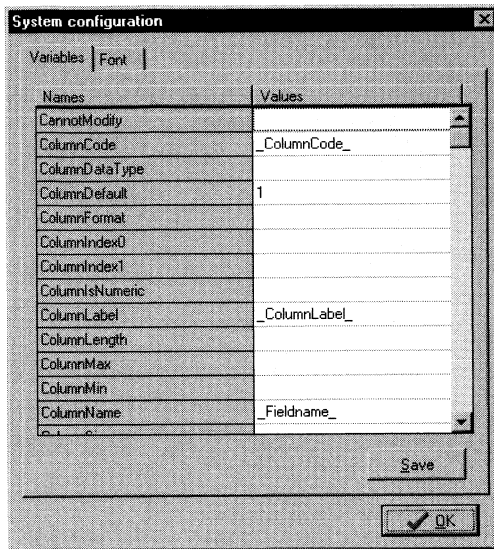 System configuration
Variables Font
Names Values
CannotModify
ColumnCode _ColumnCode_
ColumnDataType
ColumnDefault 1
ColumnFormat
ColumnIndex0
ColumnIndex1
ColumnIsNumeric
ColumnLabel _ColumnLabel_
ColumnLength
ColumnMax
ColumnMin
ColumnName _Fieldname_
Save
OK